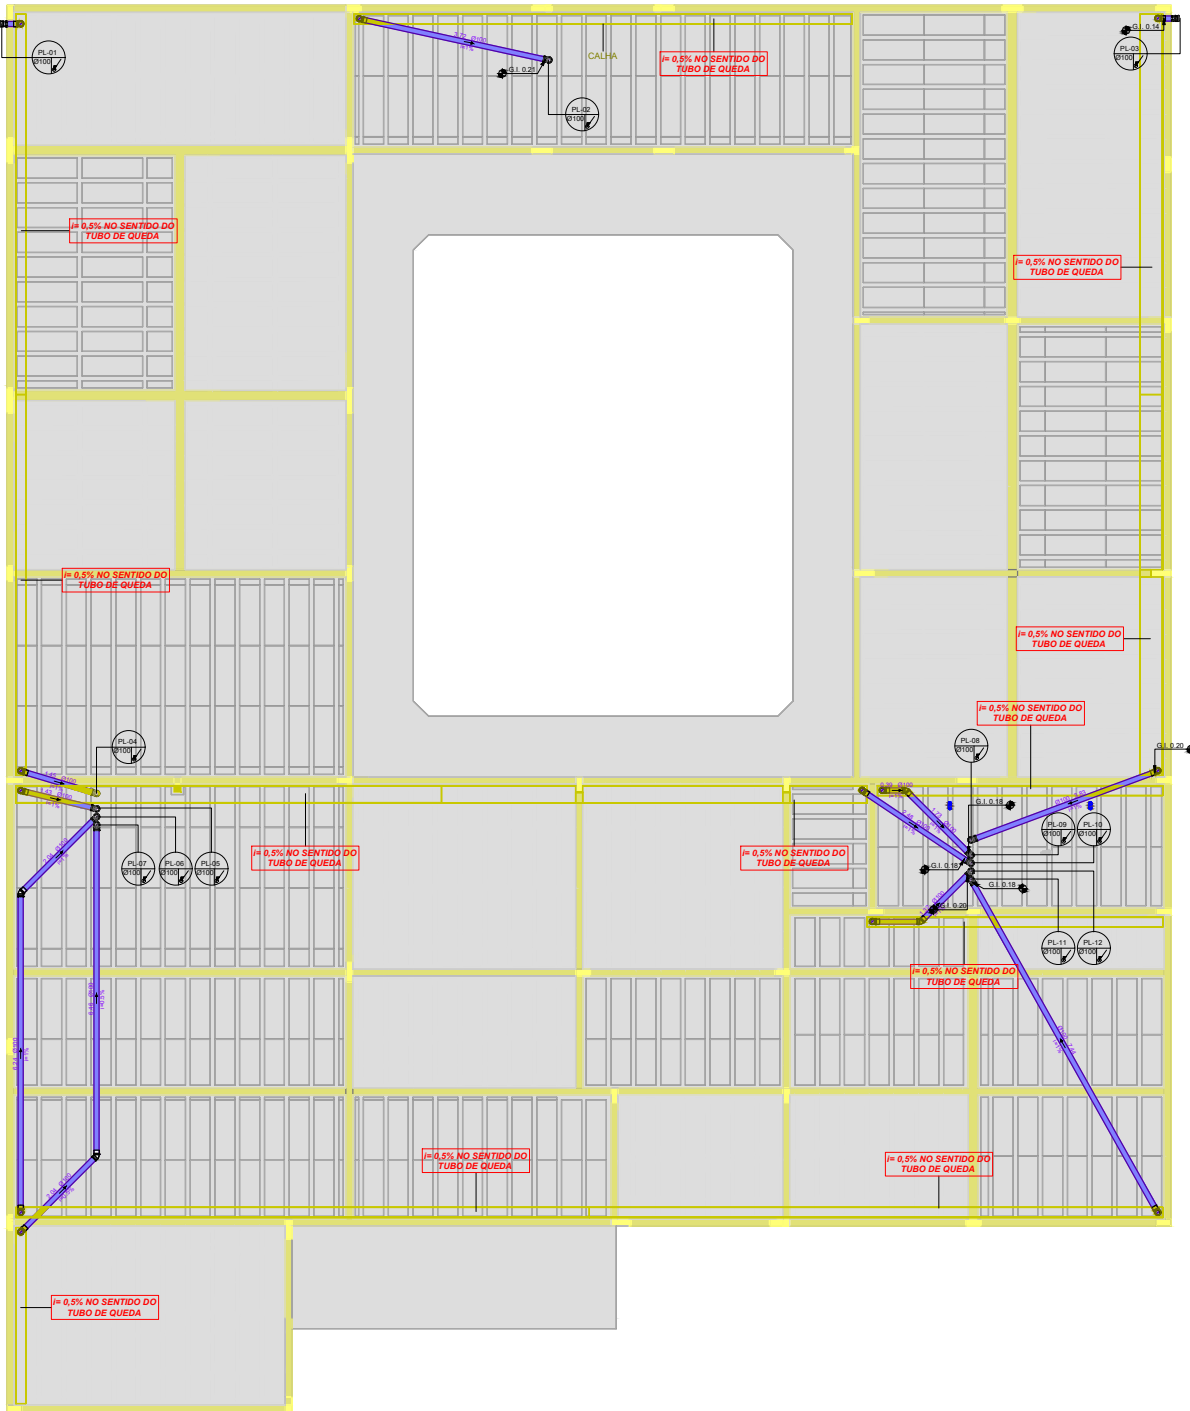 G.I. 0.14
PL-01
Ø100
3.72 Ø100
i=1%
CALHA
i= 0,5% NO SENTIDO DO
TUBO DE QUEDA
PL-03
Ø100
G.I. 0.21
PL-02
Ø100
i= 0,5% NO SENTIDO DO
TUBO DE QUEDA
i= 0,5% NO SENTIDO DO
TUBO DE QUEDA
i= 0,5% NO SENTIDO DO
TUBO DE QUEDA
i= 0,5% NO SENTIDO DO
TUBO DE QUEDA
i= 0,5% NO SENTIDO DO
TUBO DE QUEDA
PL-04
Ø100
PL-08
Ø100
G.I. 0.20
G.I. 0.18
PL-09
Ø100
PL-10
Ø100
PL-07
Ø100
PL-06
Ø100
PL-05
Ø100
i= 0,5% NO SENTIDO DO
TUBO DE QUEDA
i= 0,5% NO SENTIDO DO
TUBO DE QUEDA
G.I. 0.18
G.I. 0.18
G.I. 0.20
PL-11
Ø100
PL-12
Ø100
i= 0,5% NO SENTIDO DO
TUBO DE QUEDA
i= 0,5% NO SENTIDO DO
TUBO DE QUEDA
i= 0,5% NO SENTIDO DO
TUBO DE QUEDA
i= 0,5% NO SENTIDO DO
TUBO DE QUEDA